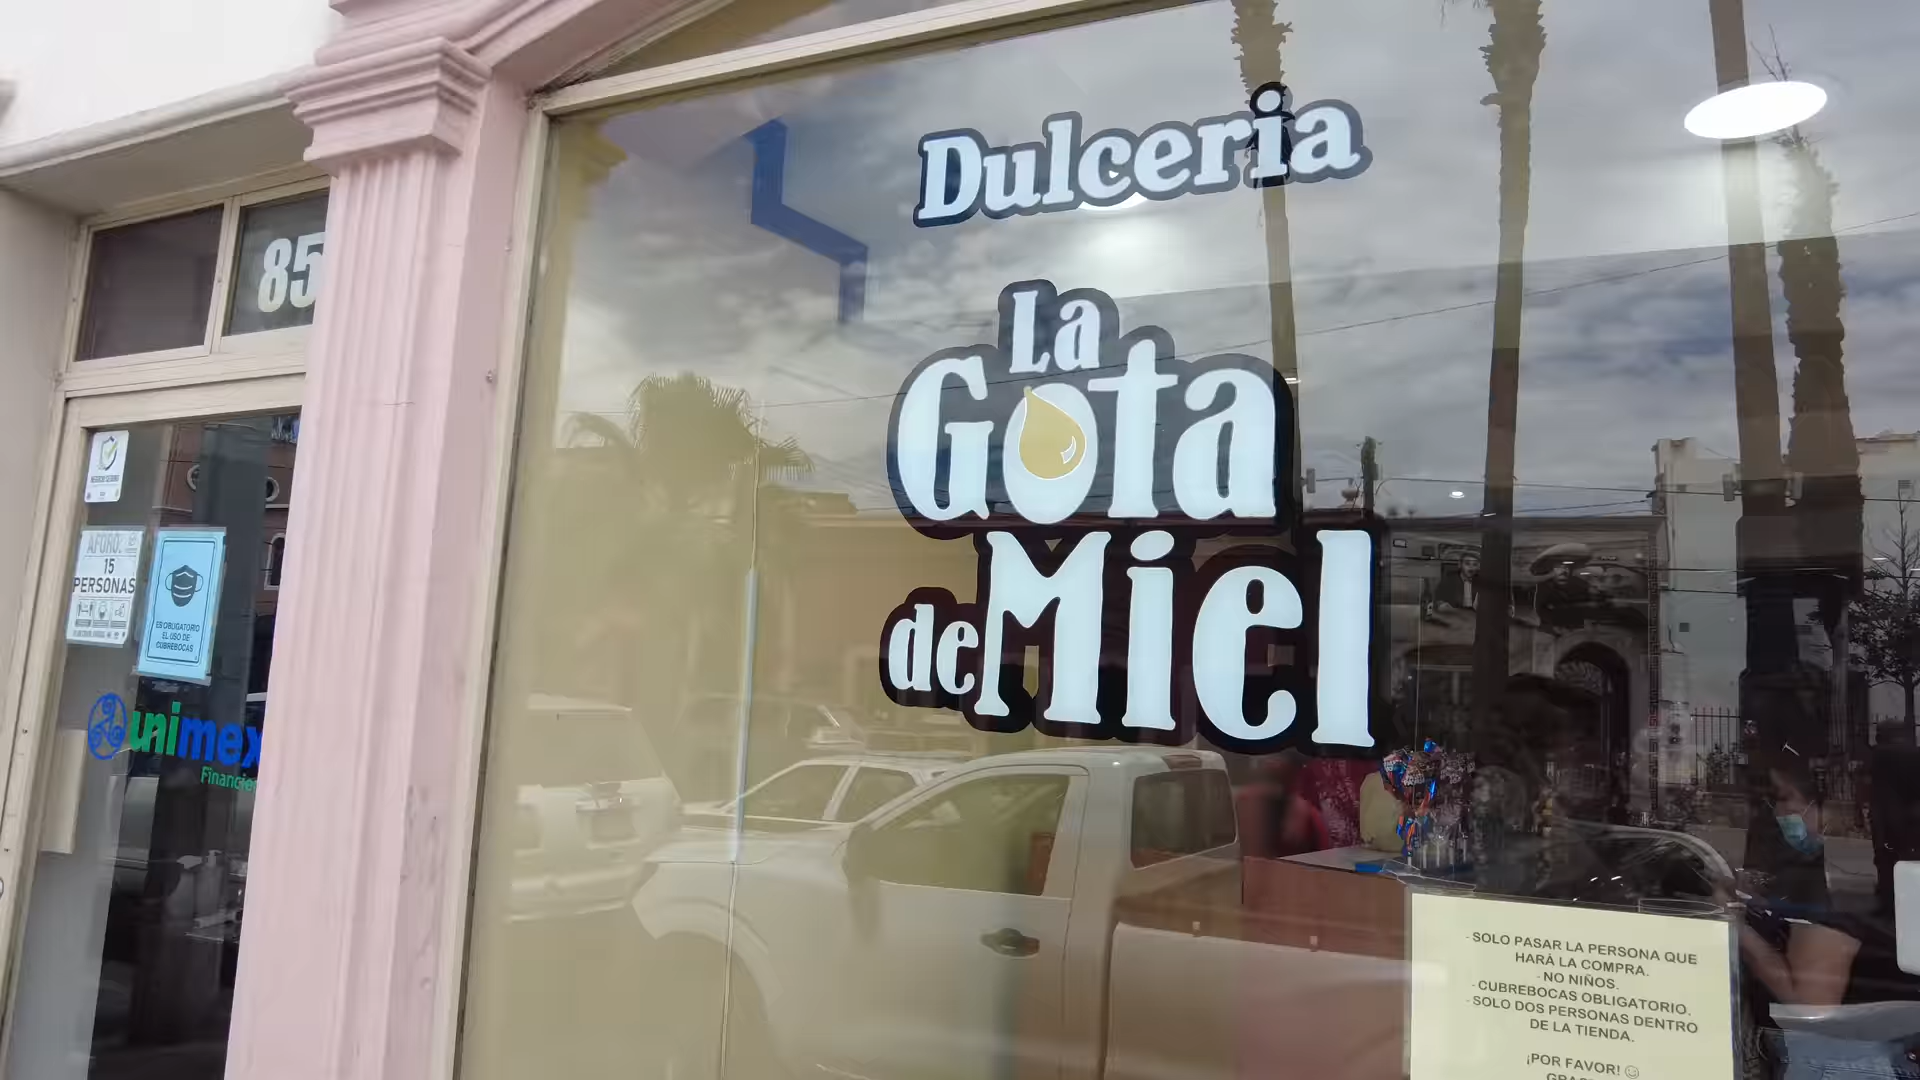 Dulceria
La
Gota
de Miel
85
AFORO:
15
PERSONAS
ES OBLIGATORIO
EL USO DE
CUBREBOCAS
unimex
Financie
- SOLO PASAR LA PERSONA QUE
HARÁ LA COMPRA.
- NO NIÑOS.
- CUBREBOCAS OBLIGATORIO.
- SOLO DOS PERSONAS DENTRO
DE LA TIENDA.
¡POR FAVOR! ☺